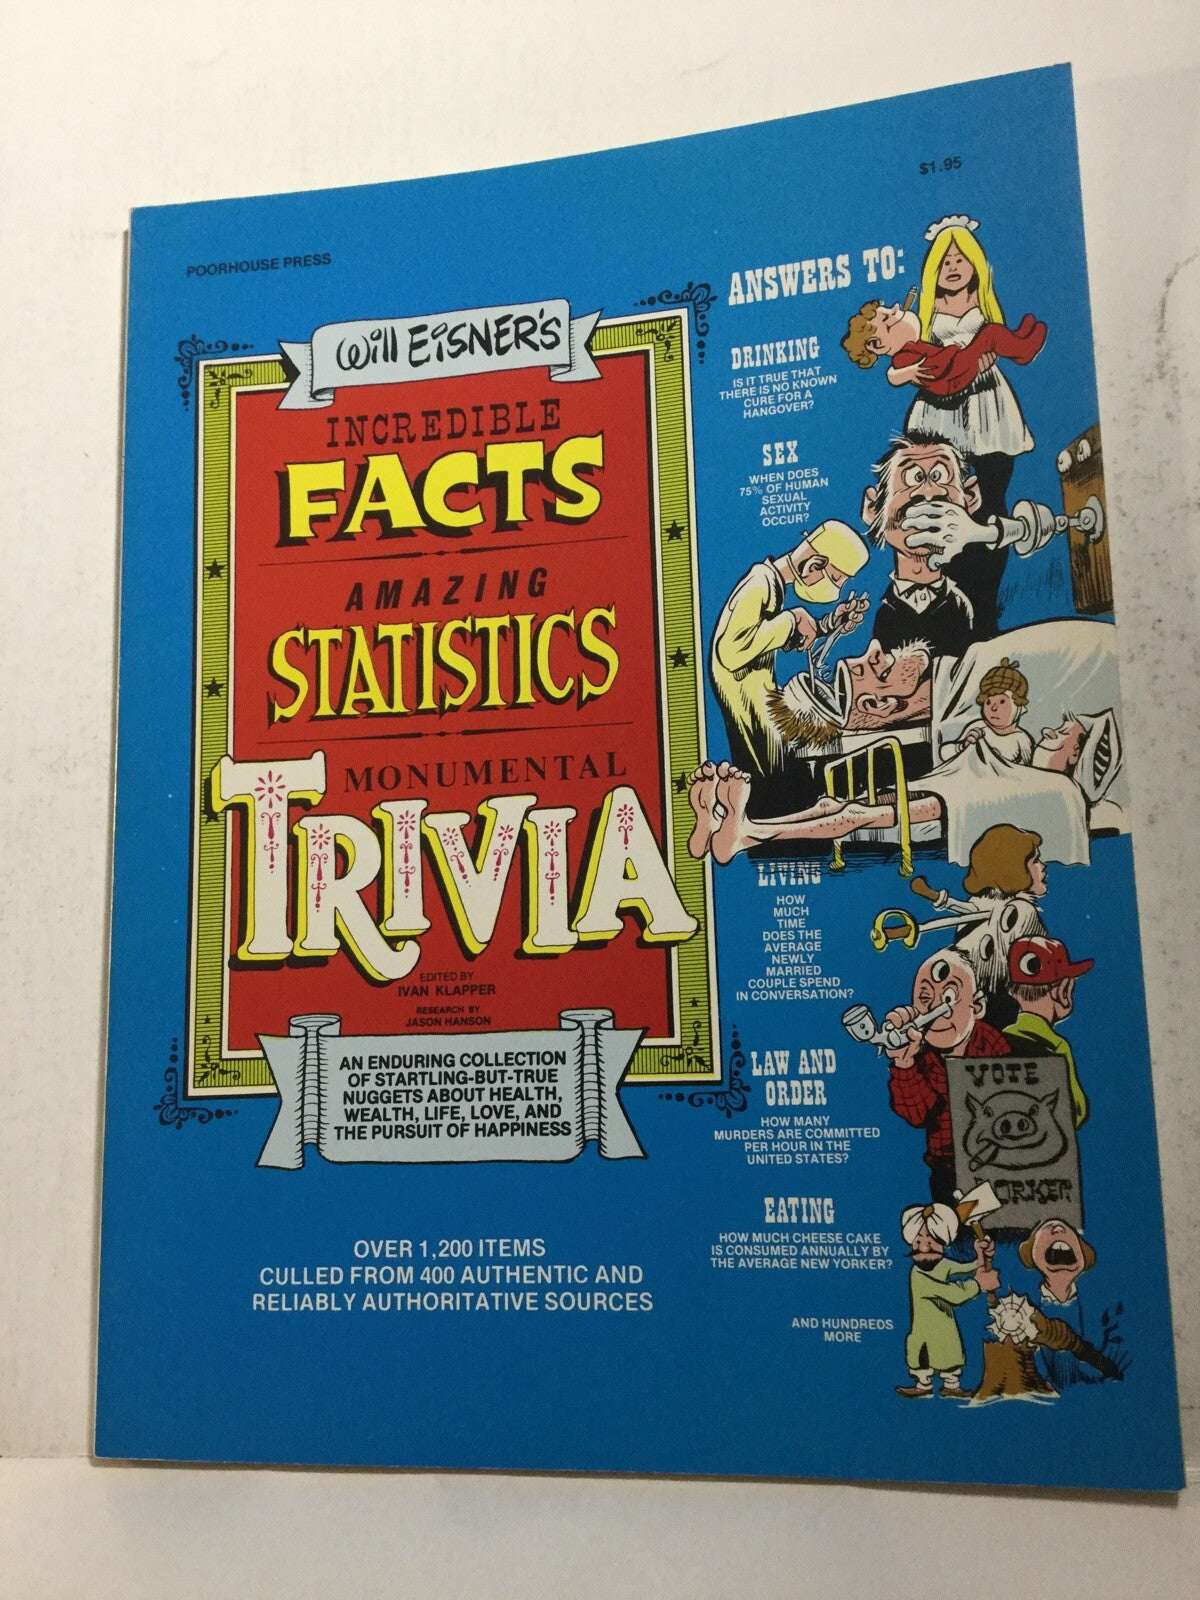 $1.95
POORHOUSE PRESS
Will EiSNER'S
INCREDIBLE
FACTS
AMAZING
STATISTICS
MONUMENTAL
TRIVIA
EDITED BY
IVAN KLAPPER
RESEARCH BY
JASON HANSON
AN ENDURING COLLECTION
OF STARTLING-BUT-TRUE
NUGGETS ABOUT HEALTH,
WEALTH, LIFE, LOVE, AND
THE PURSUIT OF HAPPINESS
OVER 1,200 ITEMS
CULLED FROM 400 AUTHENTIC AND
RELIABLY AUTHORITATIVE SOURCES
ANSWERS TO:
DRINKING
IS IT TRUE THAT
THERE IS NO KNOWN
CURE FOR A
HANGOVER?
SEX
WHEN DOES
75% OF HUMAN
SEXUAL
ACTIVITY
OCCUR?
LIVING
HOW
MUCH
TIME
DOES THE
AVERAGE
NEWLY
MARRIED
COUPLE SPEND
IN CONVERSATION?
LAW AND
ORDER
HOW MANY
MURDERS ARE COMMITTED
PER HOUR IN THE
UNITED STATES?
VOTE
PORKER
EATING
HOW MUCH CHEESE CAKE
IS CONSUMED ANNUALLY BY
THE AVERAGE NEW YORKER?
AND HUNDREDS
MORE